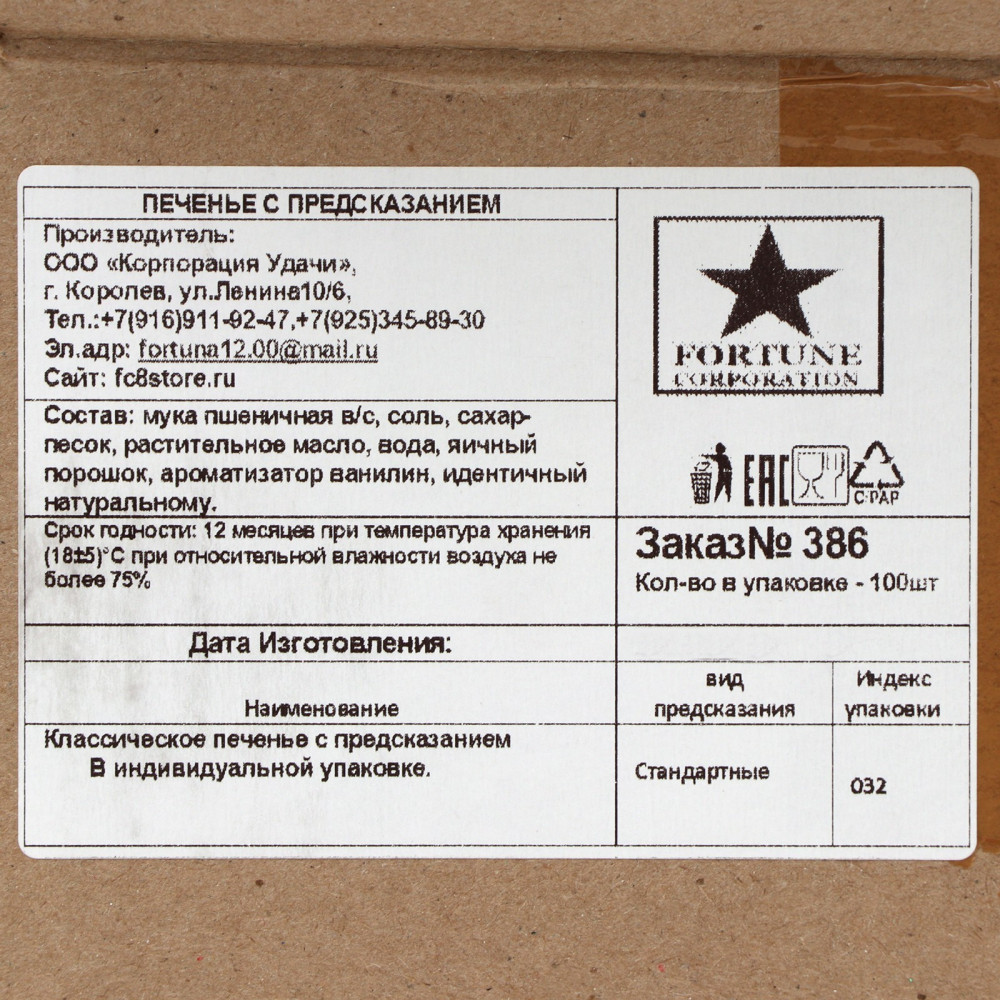 ПЕЧЕНЬЕ С ПРЕДСКАЗАНИЕМ
Производитель:
ООО «Корпорация Удачи»,
г. Королев, ул.Ленина10/6,
Тел.:+7(916)911-92-47,+7(925)345-89-30
Эл.адр: fortuna12.00@mail.ru
Сайт: fc8store.ru
FORTUNE
CORPORATION
Состав: мука пшеничная в/с, соль, сахар-
песок, растительное масло, вода, яичный
порошок, ароматизатор ванилин, идентичный
натуральному.
EAC
C/PAP
Срок годности: 12 месяцев при температура хранения
(18±5)°С при относительной влажности воздуха не
более 75%
Заказ№ 386
Кол-во в упаковке - 100шт
Дата Изготовления:
Наименование
вид
предсказания
Индекс
упаковки
Классическое печенье с предсказанием
В индивидуальной упаковке.
Стандартные
032